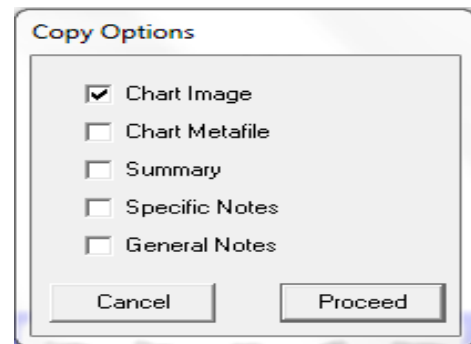 Copy Options
Chart Image
Chart Metafile
Summary
Specific Notes
General Notes
Cancel Proceed